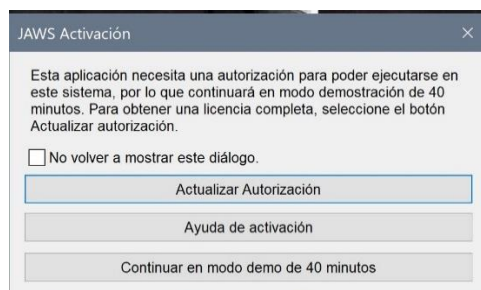 JAWS Activación
Esta aplicación necesita una autorización para poder ejecutarse en
este sistema, por lo que continuará en modo demostración de 40
minutos. Para obtener una licencia completa, seleccione el botón
Actualizar autorización.
No volver a mostrar este diálogo.
Actualizar Autorización
Ayuda de activación
Continuar en modo demo de 40 minutos